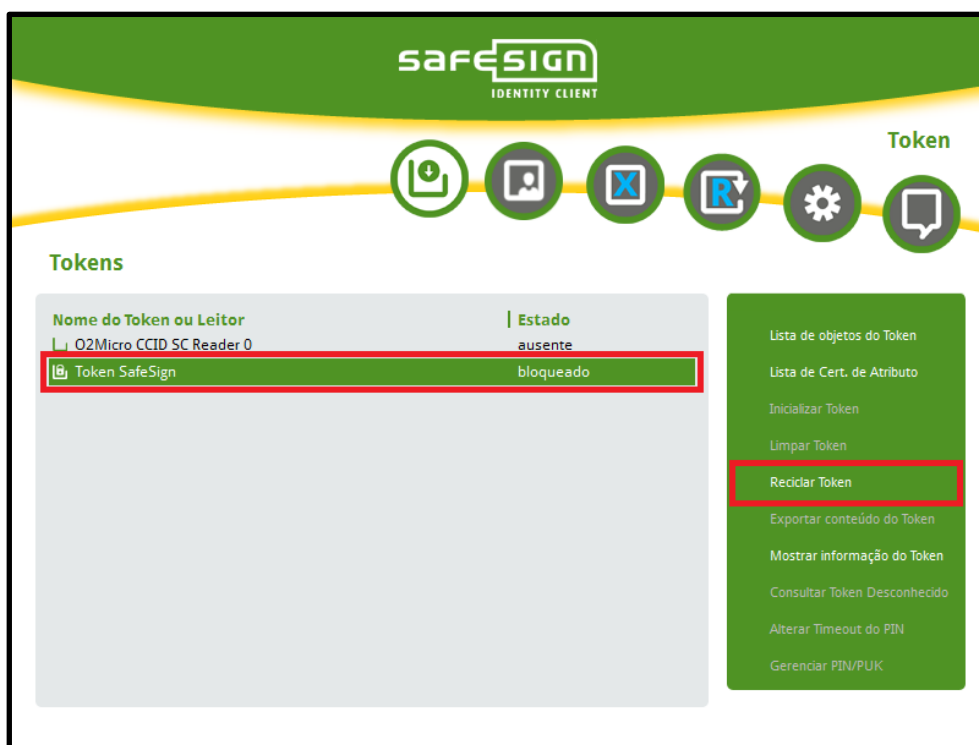 safesign
IDENTITY CLIENT
Token
X
R
Tokens
Nome do Token ou Leitor Estado
O2Micro CCID SC Reader 0 ausente
Token SafeSign bloqueado
Lista de objetos do Token
Lista de Cert. de Atributo
Inicializar Token
Limpar Token
Reciclar Token
Exportar conteúdo do Token
Mostrar informação do Token
Consultar Token Desconhecido
Alterar Timeout do PIN
Gerenciar PIN/PUK